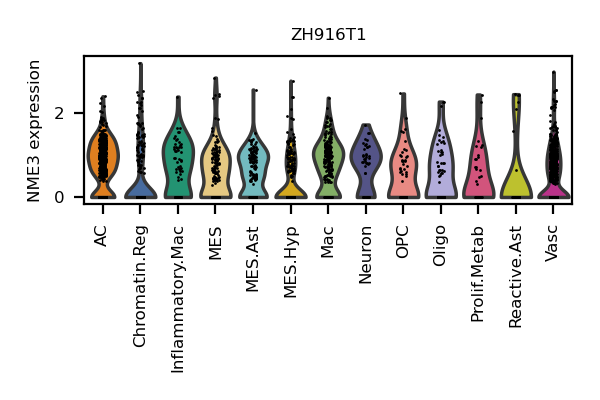 ZH916T1
NME3 expression
2
0
AC
Chromatin.Reg
Inflammatory.Mac
MES
MES.Ast
MES.Hyp
Mac
Neuron
OPC
Oligo
Prolif.Metab
Reactive.Ast
Vasc